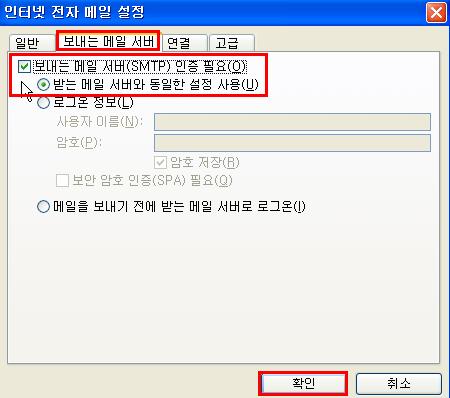 인터넷 전자 메일 설정
일반 보내는 메일 서버 연결 고급
보내는 메일 서버(SMTP) 인증 필요(O)
받는 메일 서버와 동일한 설정 사용(U)
로그온 정보(L)
사용자 이름(N):
암호(P):
암호 저장(R)
보안 암호 인증(SPA) 필요(Q)
메일을 보내기 전에 받는 메일 서버로 로그온(I)
확인 취소